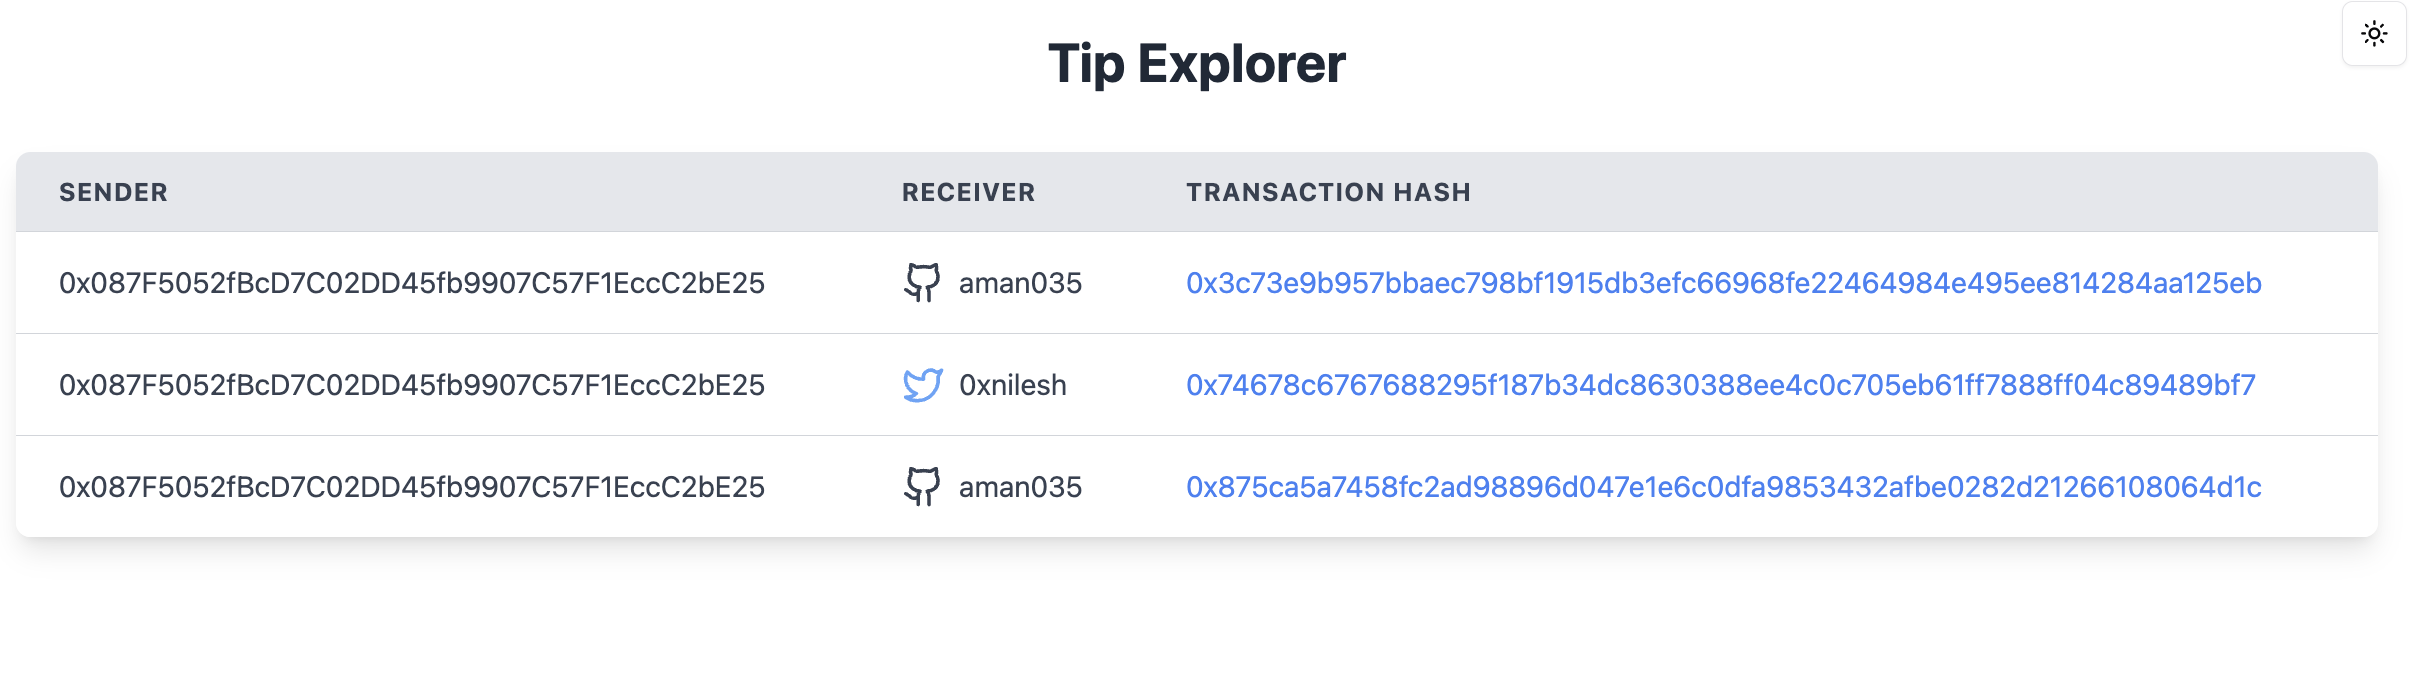 Tip Explorer
SENDER RECEIVER TRANSACTION HASH
0x087F5052fBcD7C02DD45fb9907C57F1EccC2bE25 aman035 0x3c73e9b957bbaec798bf1915db3efc66968fe22464984e495ee814284aa125eb
0x087F5052fBcD7C02DD45fb9907C57F1EccC2bE25 0xnilesh 0x74678c6767688295f187b34dc8630388ee4c0c705eb61ff7888ff04c89489bf7
0x087F5052fBcD7C02DD45fb9907C57F1EccC2bE25 aman035 0x875ca5a7458fc2ad98896d047e1e6c0dfa9853432afbe0282d21266108064d1c